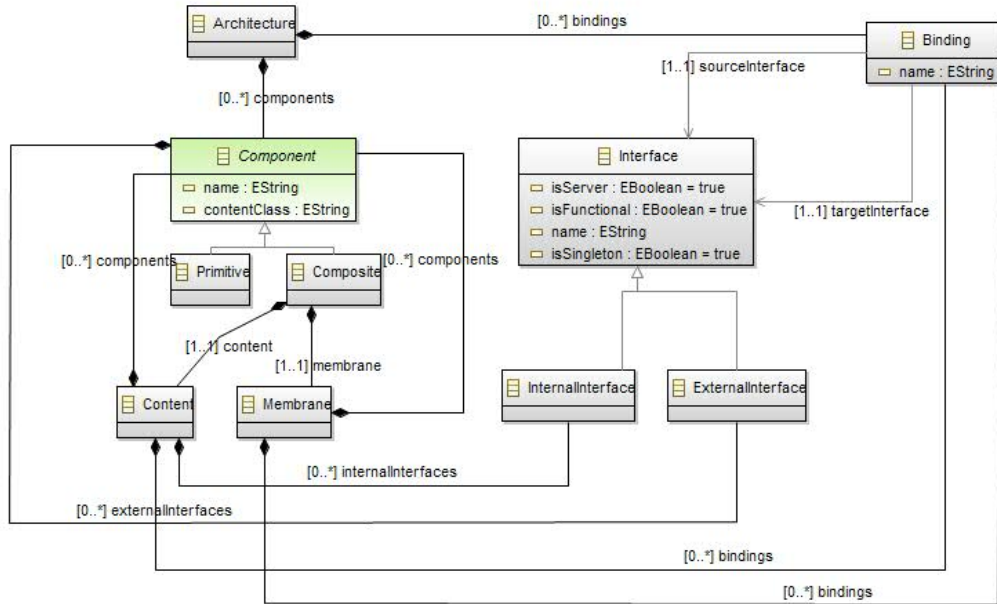 Architecture
[0..*] bindings
Binding
name : EString
[1..1] sourceInterface
[0..*] components
Component
name : EString
contentClass : EString
Interface
isServer : EBoolean = true
isFunctional : EBoolean = true
name : EString
isSingleton : EBoolean = true
[1..1] targetInterface
[0..*] components
Primitive
Composite
[0..*] components
[1..1] content
[1..1] membrane
Content
Membrane
InternalInterface
ExternalInterface
[0..*] internalInterfaces
[0..*] externalInterfaces
[0..*] bindings
[0..*] bindings